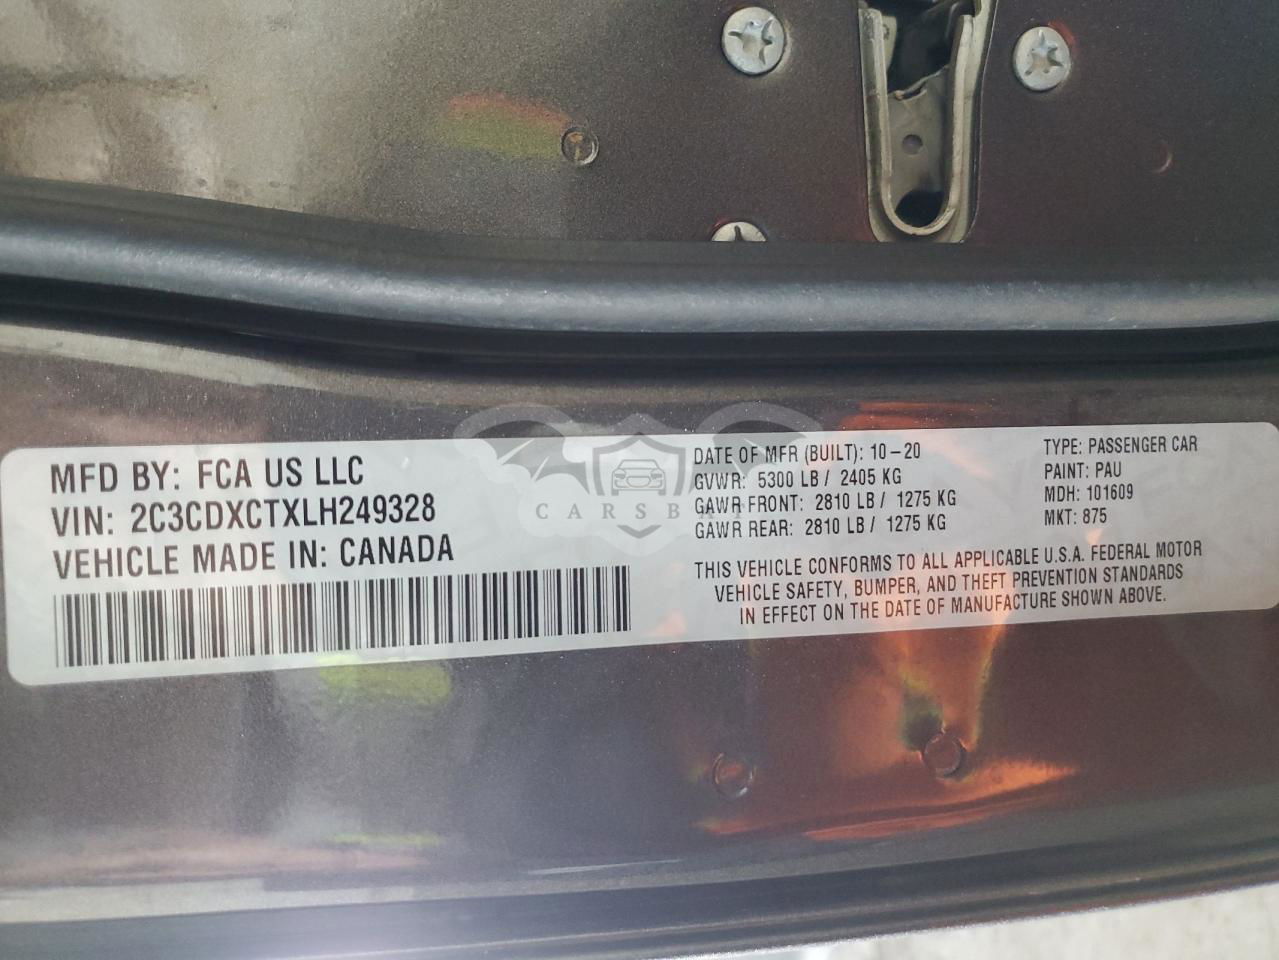 MFD BY: FCA US LLC
VIN: 2C3CDXCTXLH249328
VEHICLE MADE IN: CANADA
DATE OF MFR (BUILT): 10-20
GVWR: 5300 LB / 2405 KG
GAWR FRONT: 2810 LB / 1275 KG
GAWR REAR: 2810 LB / 1275 KG
TYPE: PASSENGER CAR
PAINT: PAU
MDH: 101609
MKT: 875
THIS VEHICLE CONFORMS TO ALL APPLICABLE U.S.A. FEDERAL MOTOR
VEHICLE SAFETY, BUMPER, AND THEFT PREVENTION STANDARDS
IN EFFECT ON THE DATE OF MANUFACTURE SHOWN ABOVE.
CARSBAT